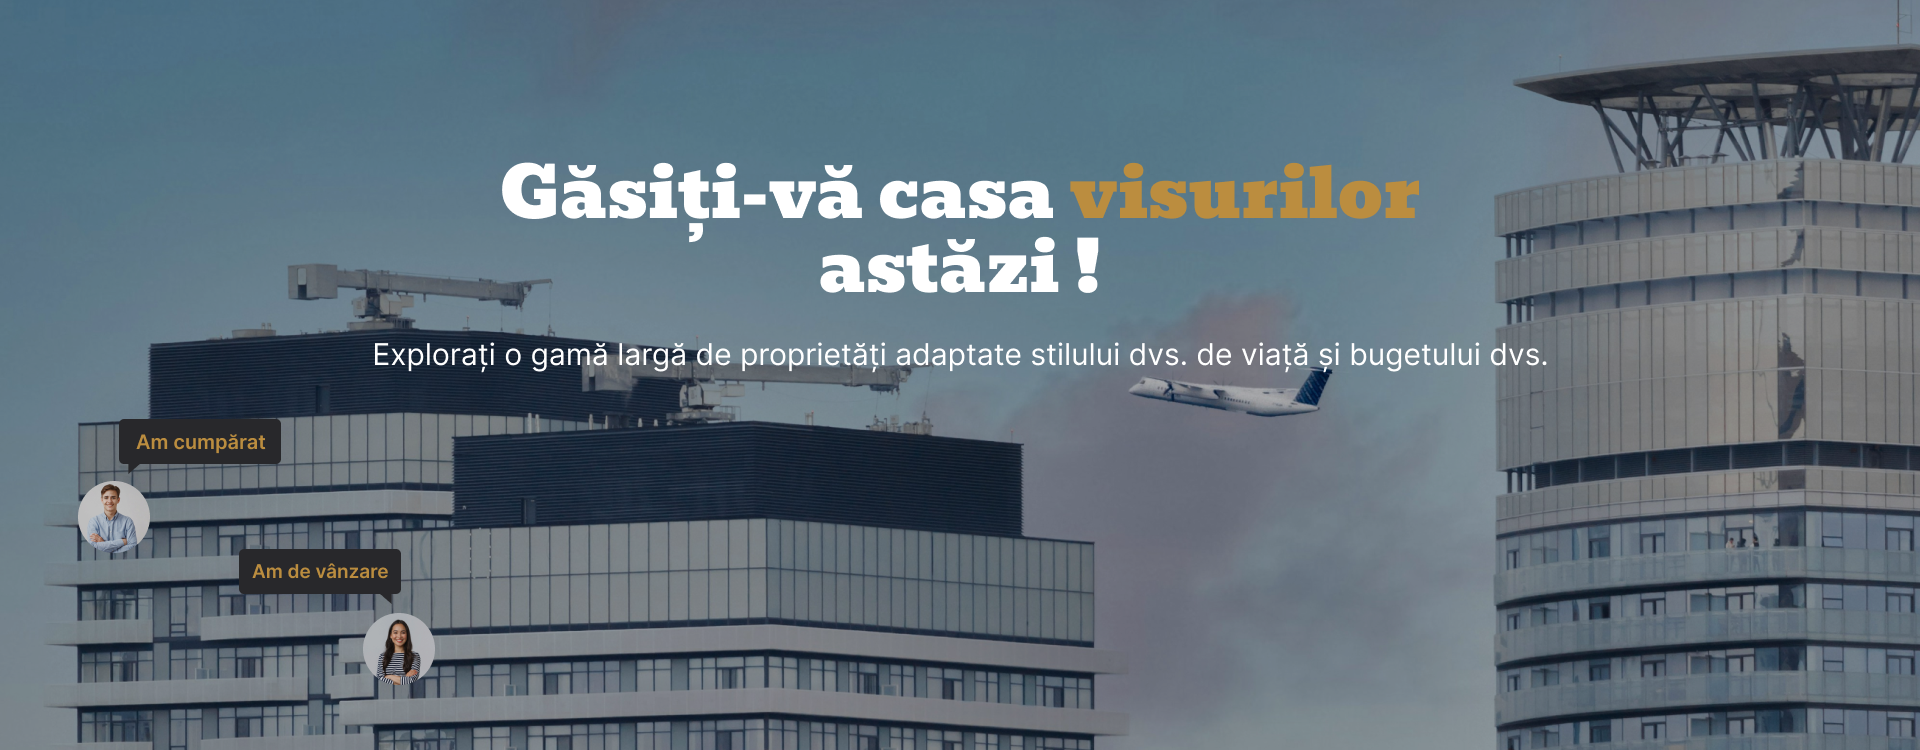 Găsiți-vă casa visurilor
astăzi !
Explorați o gamă largă de proprietăți adaptate stilului dvs. de viață și bugetului dvs.
Am cumpărat
Am de vânzare